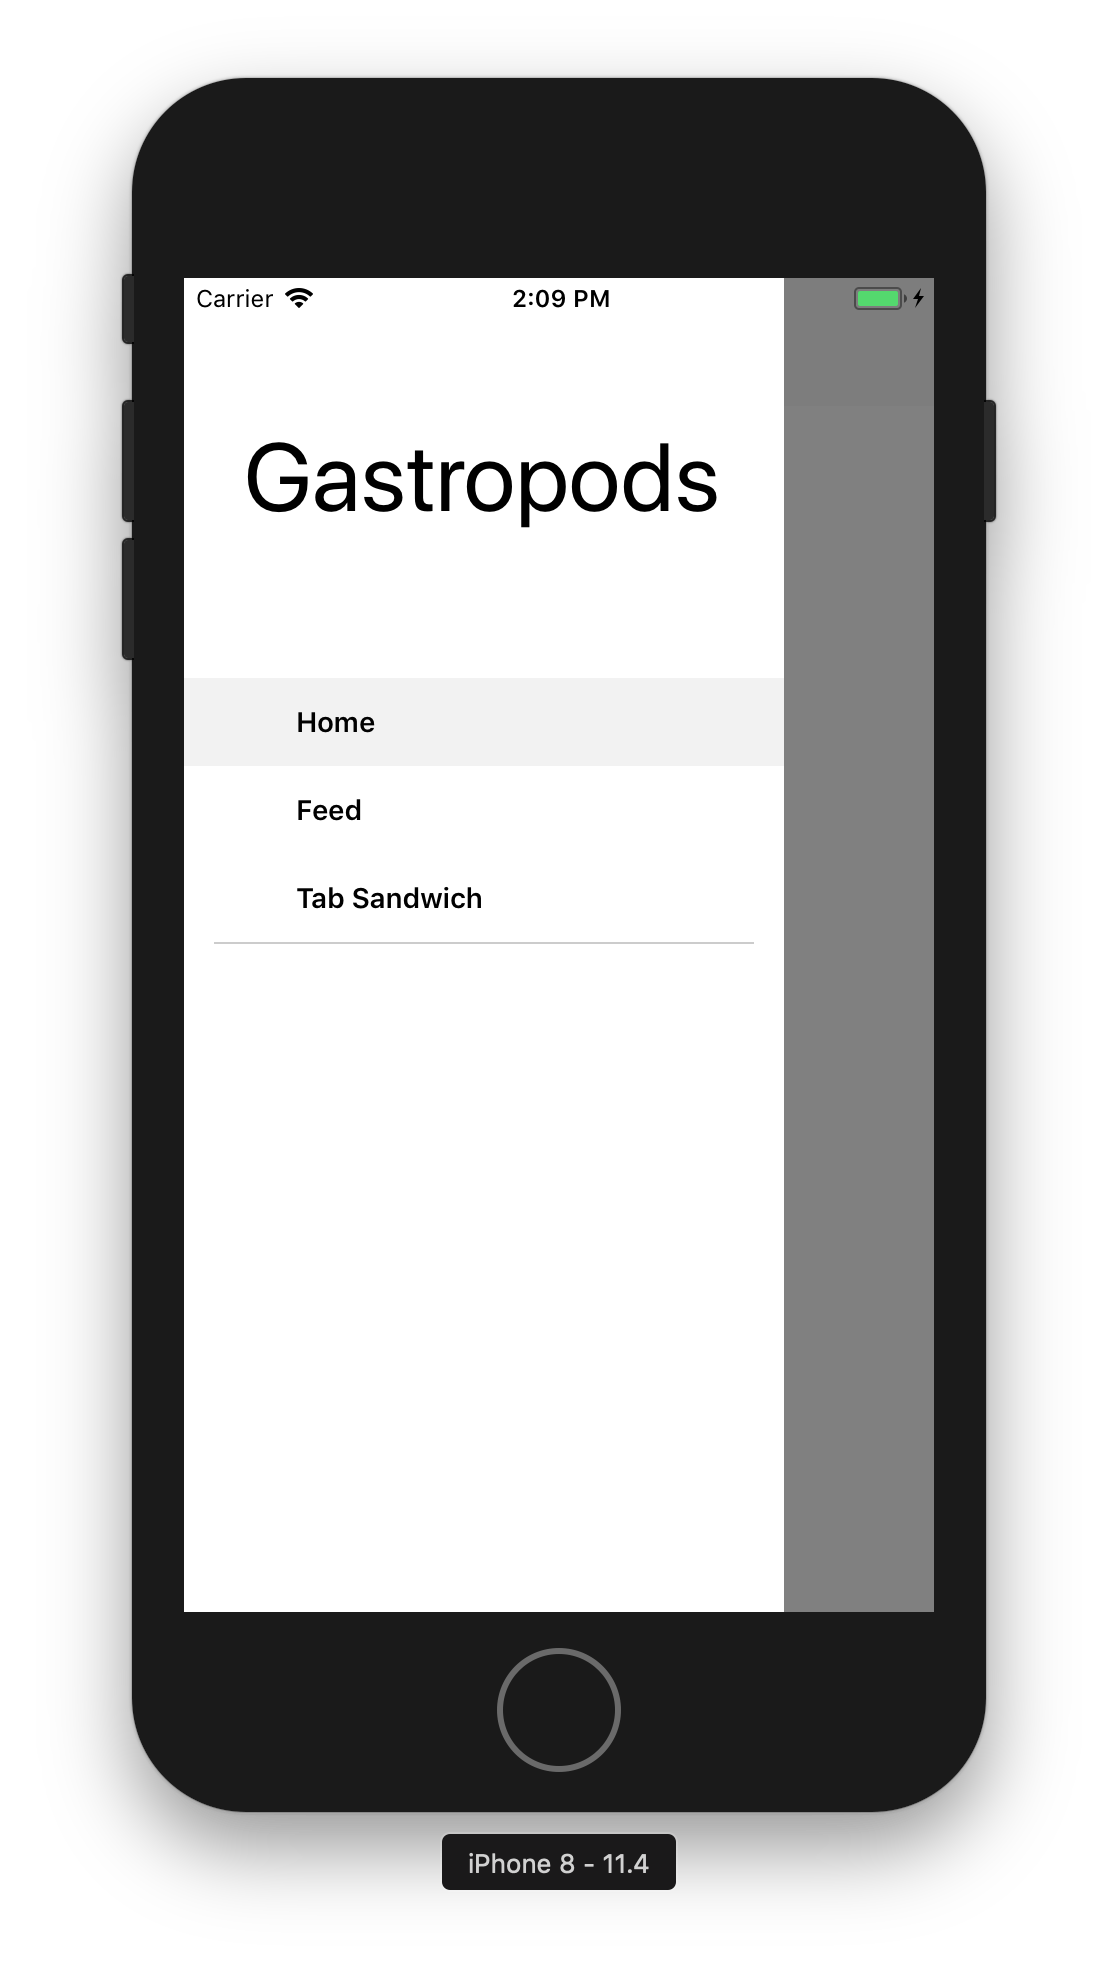 Carrier 2:09 PM
Gastropods
Home
Feed
Tab Sandwich
iPhone 8 - 11.4